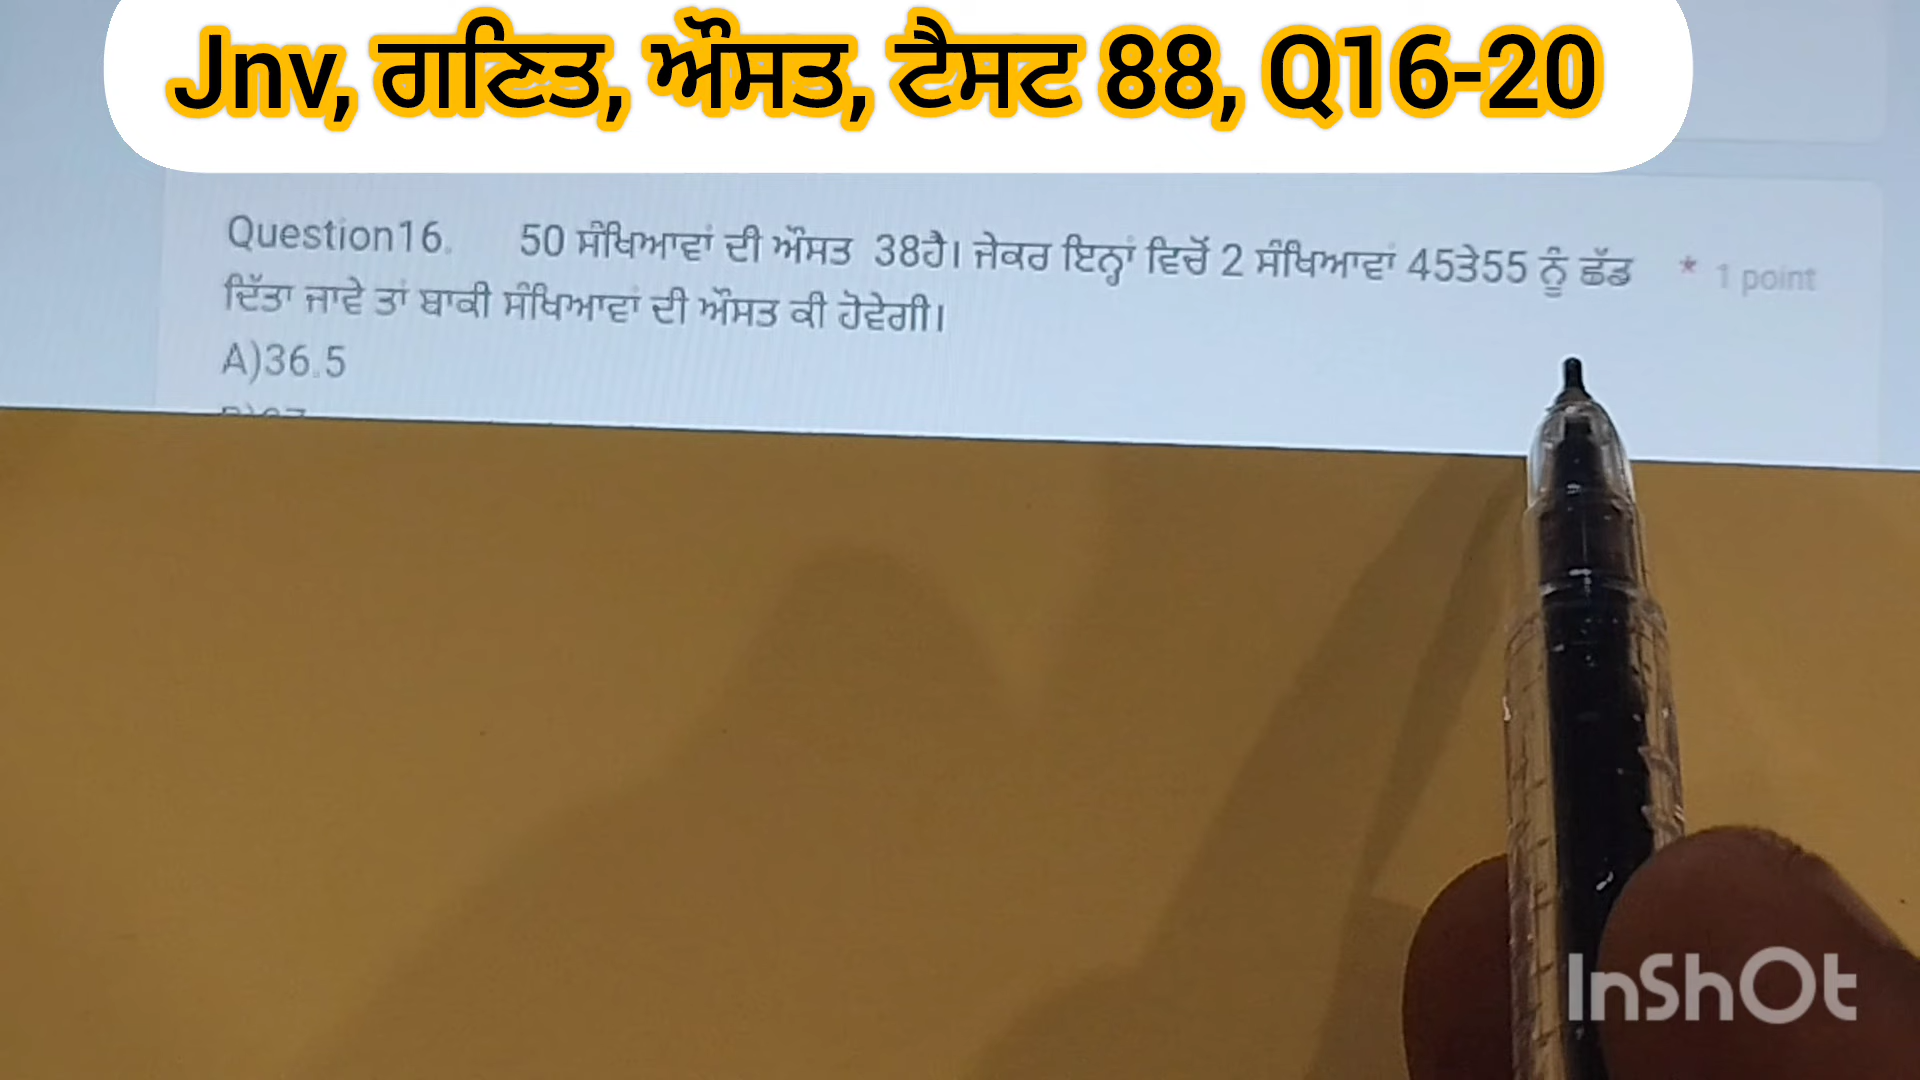 Jnv, ਗਣਿਤ, ਔਸਤ, ਟੈਸਟ 88, Q16-20
Question16. 50 ਸੰਖਿਆਵਾਂ ਦੀ ਔਸਤ 38ਹੈ। ਜੇਕਰ ਇਨ੍ਹਾਂ ਵਿਚੋਂ 2 ਸੰਖਿਆਵਾਂ 45ਤੇ55 ਨੂੰ ਛੱਡ * 1 point
ਦਿੱਤਾ ਜਾਵੇ ਤਾਂ ਬਾਕੀ ਸੰਖਿਆਵਾਂ ਦੀ ਔਸਤ ਕੀ ਹੋਵੇਗੀ।
A)36.5
InShOt